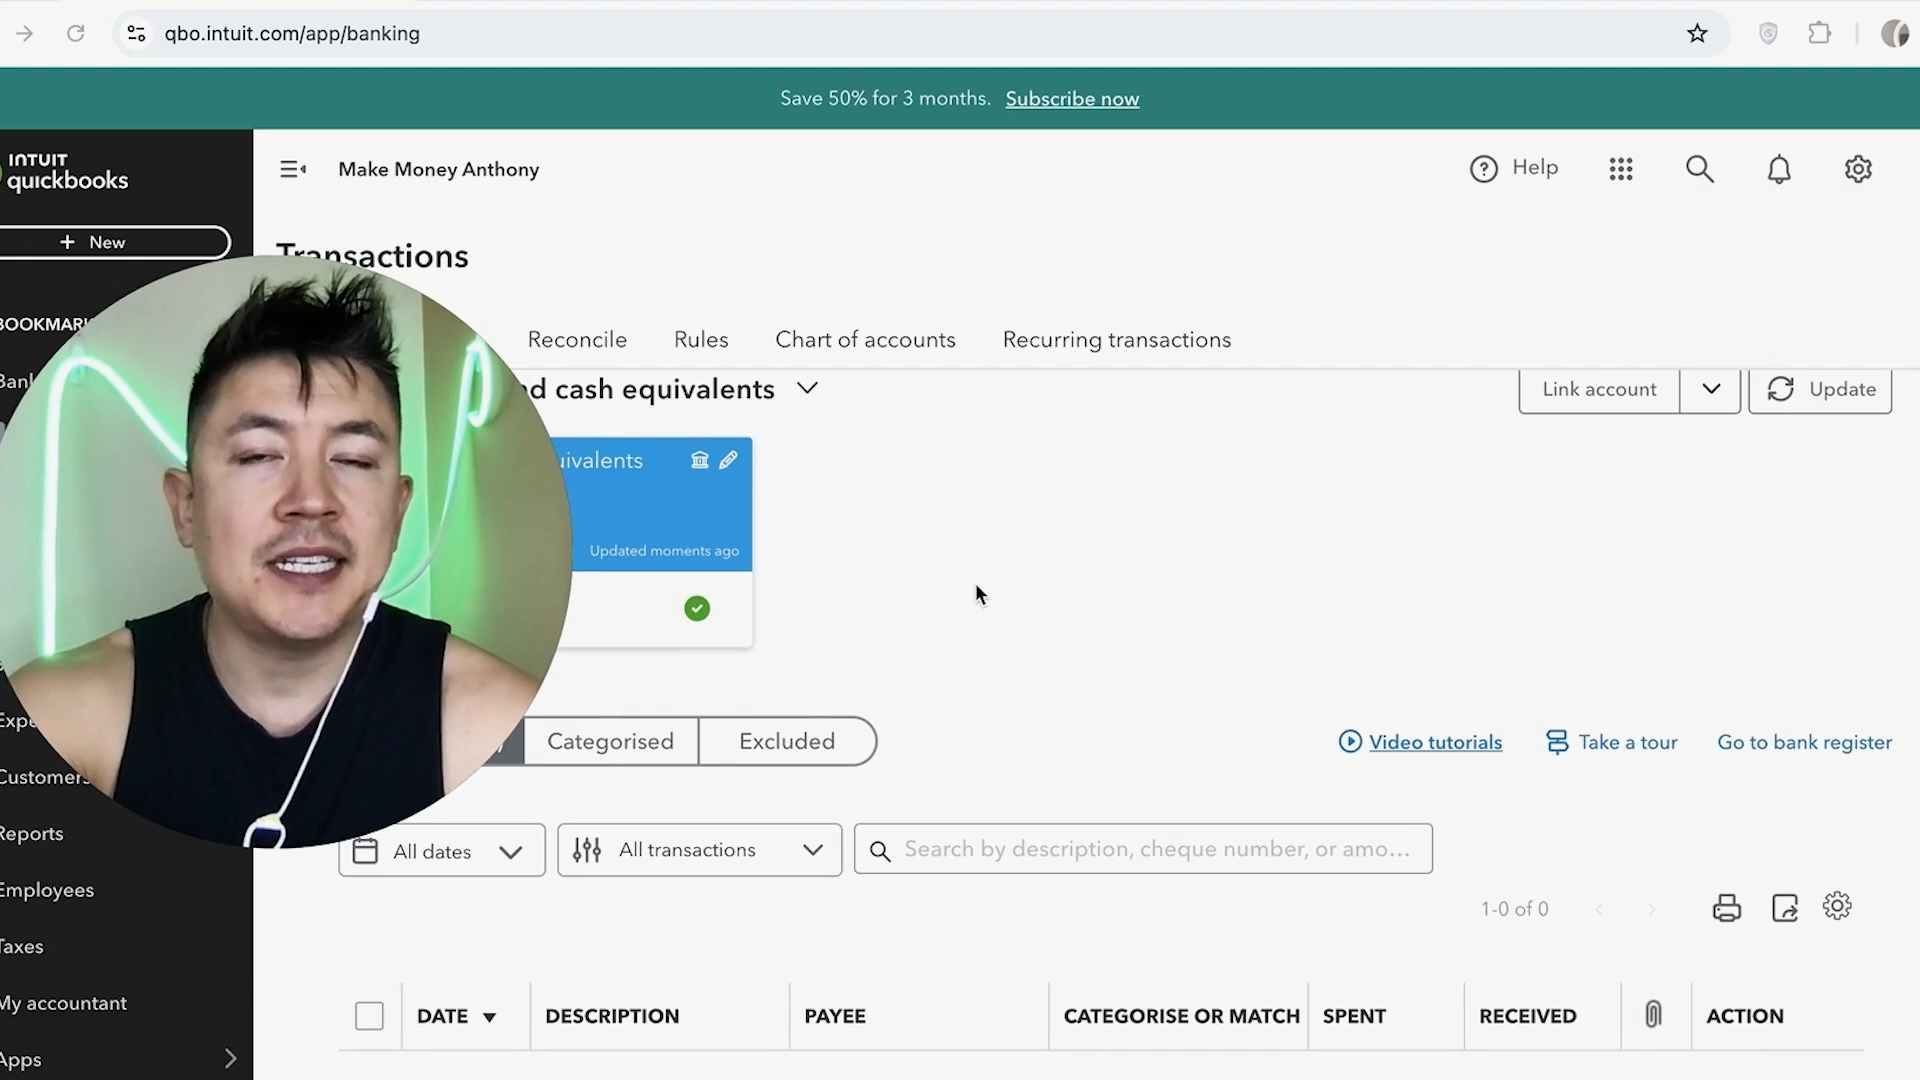 qbo.intuit.com/app/banking
Save 50% for 3 months. Subscribe now
INTUIT
quickbooks
Make Money Anthony
Help
+ New
Transactions
BOOKMAR
Reconcile
Rules
Chart of accounts
Recurring transactions
Bank
nd cash equivalents
Link account
Update
uivalents
Updated moments ago
Expe
Categorised
Excluded
Video tutorials
Take a tour
Go to bank register
Customers
Reports
All dates
All transactions
Search by description, cheque number, or amo...
Employees
1-0 of 0
Taxes
My accountant
DATE
DESCRIPTION
PAYEE
CATEGORISE OR MATCH
SPENT
RECEIVED
ACTION
Apps